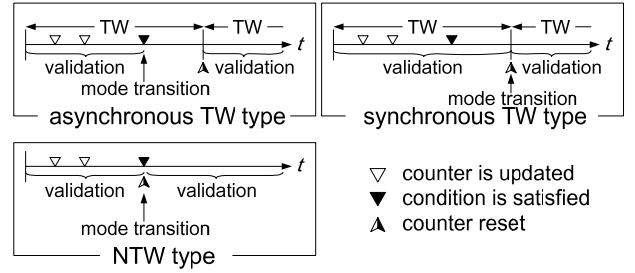 TW TW
t
validation validation
mode transition
asynchronous TW type
TW TW
t
validation validation
mode transition
synchronous TW type
t
validation validation
mode transition
NTW type
counter is updated
condition is satisfied
counter reset